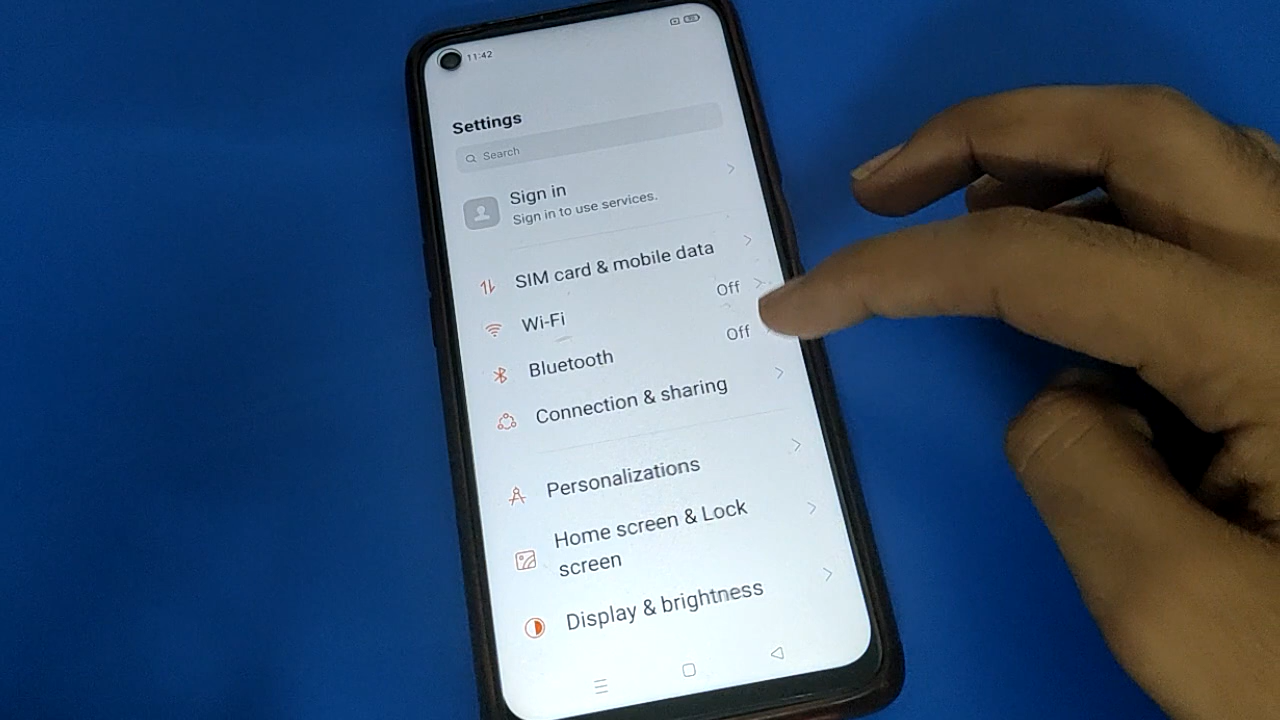 11:42
Settings
Search
Sign in
Sign in to use services.
SIM card & mobile data
Wi-Fi
Off
Bluetooth
Off
Connection & sharing
Personalizations
Home screen & Lock
screen
Display & brightness